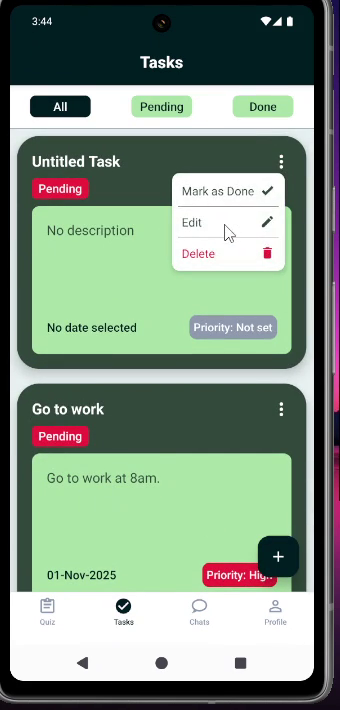 3:44
Tasks
All Pending Done
Untitled Task
Pending
Mark as Done
Edit
Delete
No description
No date selected Priority: Not set
Go to work
Pending
Go to work at 8am.
01-Nov-2025 Priority: High
+
Quiz Tasks Chats Profile